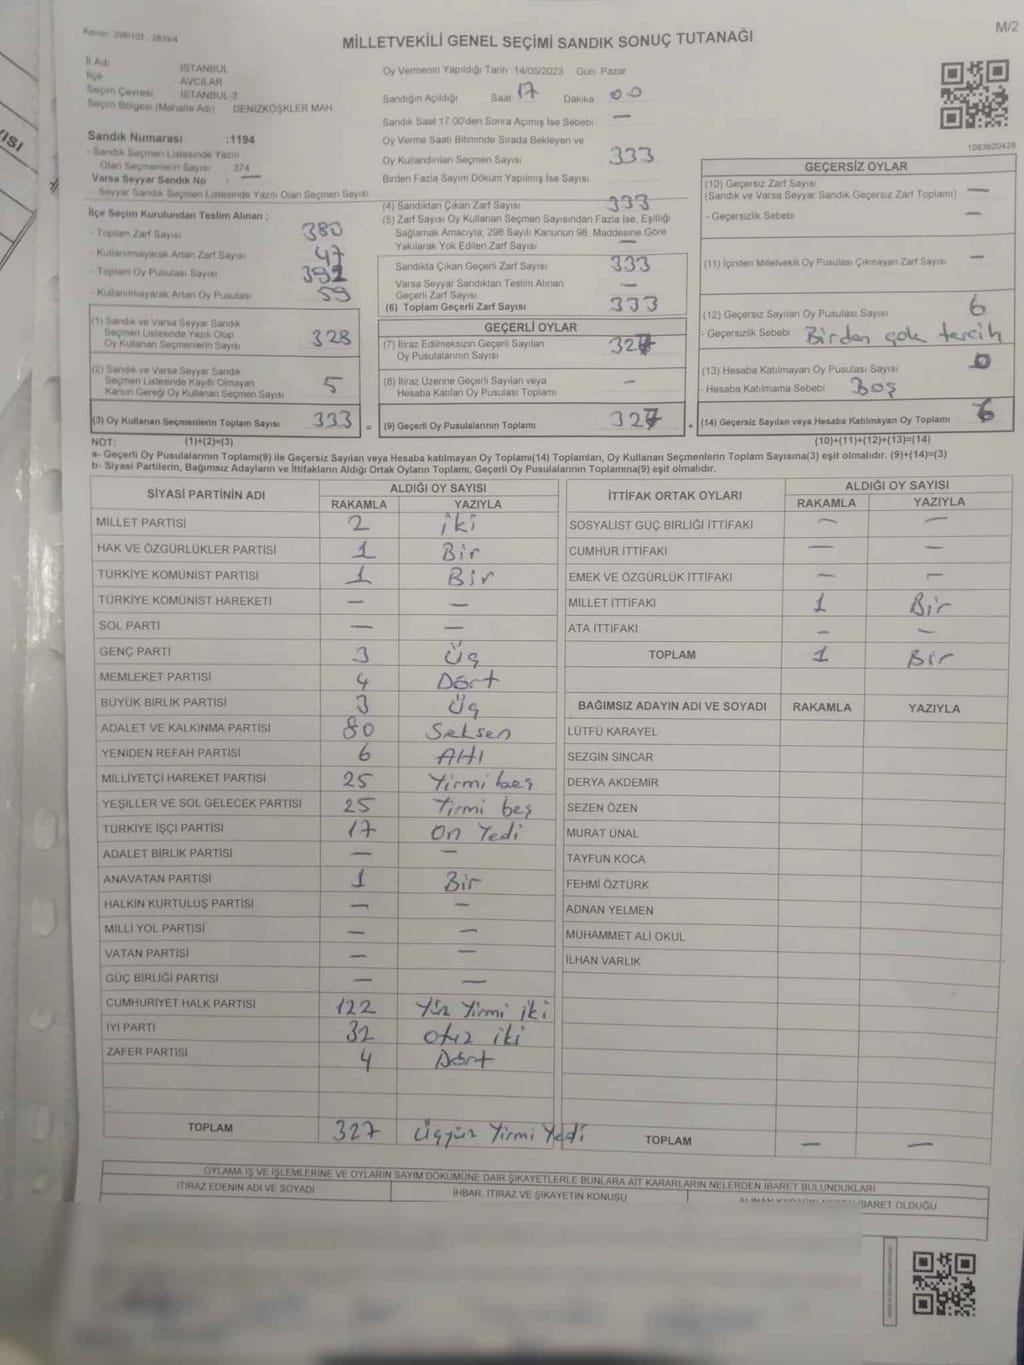 Kanun: 298/101 , 2839/4
M/2
MİLLETVEKİLİ GENEL SEÇİMİ SANDIK SONUÇ TUTANAĞI
İl Adı İSTANBUL
İlçe AVCILAR
Seçim Çevresi : İSTANBUL-3
Seçim Bölgesi (Mahalle Adı) DENİZKÖŞKLER MAH.
Sandık Numarası :1194
- Sandık Seçmen Listesinde Yazılı
Olan Seçmenlerin Sayısı 374
Varsa Seyyar Sandık No : —
- Seyyar Sandık Seçmen Listesinde Yazılı Olan Seçmen Sayısı
İlçe Seçim Kurulundan Teslim Alınan ;
- Toplam Zarf Sayısı 380
- Kullanılmayarak Artan Zarf Sayısı 47
- Toplam Oy Pusulası Sayısı 392
- Kullanılmayarak Artan Oy Pusulası 59
(1) Sandık ve Varsa Seyyar Sandık
Seçmen Listesinde Yazılı Olup
Oy Kullanan Seçmenlerin Sayısı 328
(2) Sandık ve Varsa Seyyar Sandık
Seçmen Listesinde Kayıtlı Olmayan
Kanun Gereği Oy Kullanan Seçmen Sayısı 5
(3) Oy Kullanan Seçmenlerin Toplam Sayısı 333
Oy Vermenin Yapıldığı Tarih 14/05/2023 Gün: Pazar
Sandığın Açıldığı Saat 17 Dakika 00
Sandık Saat 17:00'den Sonra Açımış İse Sebebi —
Oy Verme Saati Bitiminde Sırada Bekleyen ve
Oy Kullandırılan Seçmen Sayısı 333
Birden Fazla Sayım Döküm Yapılmış İse Sayısı
(4) Sandıktan Çıkan Zarf Sayısı 333
(5) Zarf Sayısı Oy Kullanan Seçmen Sayısından Fazla İse, Eşitliği
Sağlamak Amacıyla, 298 Sayılı Kanunun 98. Maddesine Göre
Yakılarak Yok Edilen Zarf Sayısı —
Sandıkta Çıkan Geçerli Zarf Sayısı 333
Varsa Seyyar Sandıktan Teslim Alınan
Geçerli Zarf Sayısı —
(6) Toplam Geçerli Zarf Sayısı 333
GEÇERLİ OYLAR
(7) İtiraz Edilmeksizin Geçerli Sayılan
Oy Pusulalarının Sayısı 327
(8) İtiraz Üzerine Geçerli Sayılan veya
Hesaba Katılan Oy Pusulası Toplamı —
= (9) Geçerli Oy Pusulalarının Toplamı 327 +
1083620428
GEÇERSİZ OYLAR
(10) Geçersiz Zarf Sayısı
(Sandık ve Varsa Seyyar Sandık Geçersiz Zarf Toplamı) —
- Geçersizlik Sebebi —
(11) İçinden Milletvekili Oy Pusulası Çıkmayan Zarf Sayısı —
(12) Geçersiz Sayılan Oy Pusulası Sayısı 6
- Geçersizlik Sebebi Birden çok tercih
(13) Hesaba Katılmayan Oy Pusulası Sayısı
- Hesaba Katılmama Sebebi Boş
(14) Geçersiz Sayılan veya Hesaba Katılmayan Oy Toplamı 6
NOT: (1)+(2)=(3) (10)+(11)+(12)+(13)=(14)
a- Geçerli Oy Pusulalarının Toplamı(9) ile Geçersiz Sayılan veya Hesaba katılmayan Oy Toplamı(14) Toplamları, Oy Kullanan Seçmenlerin Toplam Sayısına(3) eşit olmalıdır. (9)+(14)=(3)
b- Siyasi Partilerin, Bağımsız Adayların ve İttifakların Aldığı Ortak Oyların Toplamı, Geçerli Oy Pusulalarının Toplamına(9) eşit olmalıdır.
SİYASİ PARTİNİN ADI ALDIĞI OY SAYISI
RAKAMLA YAZIYLA
MİLLET PARTİSİ 2 iki
HAK VE ÖZGÜRLÜKLER PARTİSİ 1 Bir
TÜRKİYE KOMÜNİST PARTİSİ 1 Bir
TÜRKİYE KOMÜNİST HAREKETİ — —
SOL PARTİ — —
GENÇ PARTİ 3 Üç
MEMLEKET PARTİSİ 4 Dört
BÜYÜK BİRLİK PARTİSİ 3 Üç
ADALET VE KALKINMA PARTİSİ 80 Seksen
YENİDEN REFAH PARTİSİ 6 Altı
MİLLİYETÇİ HAREKET PARTİSİ 25 Yirmi beş
YEŞİLLER VE SOL GELECEK PARTİSİ 25 Yirmi beş
TÜRKİYE İŞÇİ PARTİSİ 17 On Yedi
ADALET BİRLİK PARTİSİ — —
ANAVATAN PARTİSİ 1 Bir
HALKIN KURTULUŞ PARTİSİ — —
MİLLİ YOL PARTİSİ — —
VATAN PARTİSİ — —
GÜÇ BİRLİĞİ PARTİSİ — —
CUMHURİYET HALK PARTİSİ 122 Yüz Yirmi iki
İYİ PARTİ 32 otuz iki
ZAFER PARTİSİ 4 Dört
TOPLAM 327 Üçyüz Yirmi Yedi
İTTİFAK ORTAK OYLARI ALDIĞI OY SAYISI
RAKAMLA YAZIYLA
SOSYALİST GÜÇ BİRLİĞİ İTTİFAKI — —
CUMHUR İTTİFAKI — —
EMEK VE ÖZGÜRLÜK İTTİFAKI — —
MİLLET İTTİFAKI 1 Bir
ATA İTTİFAKI — —
TOPLAM 1 Bir
BAĞIMSIZ ADAYIN ADI VE SOYADI RAKAMLA YAZIYLA
LÜTFÜ KARAYEL
SEZGİN SİNCAR
DERYA AKDEMİR
SEZEN ÖZEN
MURAT ÜNAL
TAYFUN KOCA
FEHMİ ÖZTÜRK
ADNAN YELMEN
MUHAMMET ALİ OKUL
İLHAN VARLIK
TOPLAM — —
OYLAMA İŞ VE İŞLEMLERİNE VE OYLARIN SAYIM DÖKÜMÜNE DAİR ŞİKAYETLERLE BUNLARA AİT KARARLARIN NELERDEN İBARET BULUNDUKLARI
İTİRAZ EDENİN ADI VE SOYADI İHBAR, İTİRAZ VE ŞİKAYETİN KONUSU İBARET OLDUĞU